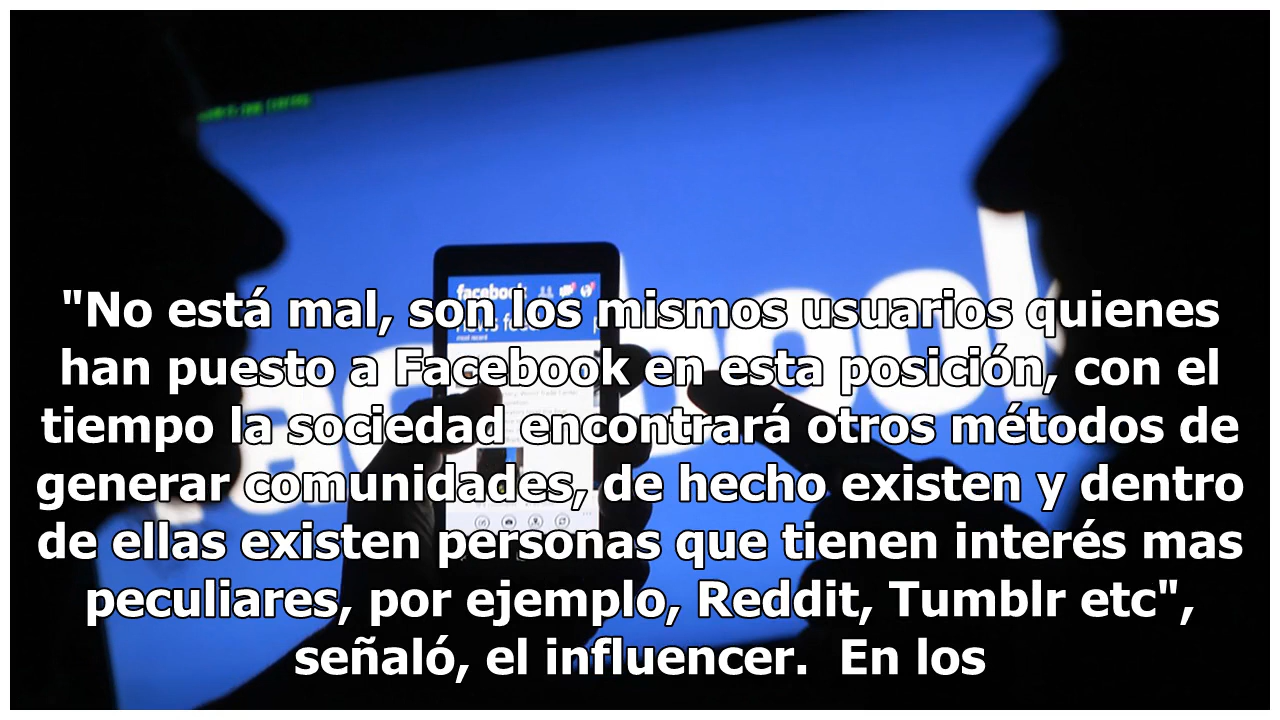 facebook
"No está mal, son los mismos usuarios quienes
han puesto a Facebook en esta posición, con el
tiempo la sociedad encontrará otros métodos de
generar comunidades, de hecho existen y dentro
de ellas existen personas que tienen interés mas
peculiares, por ejemplo, Reddit, Tumblr etc",
señaló, el influencer.  En los